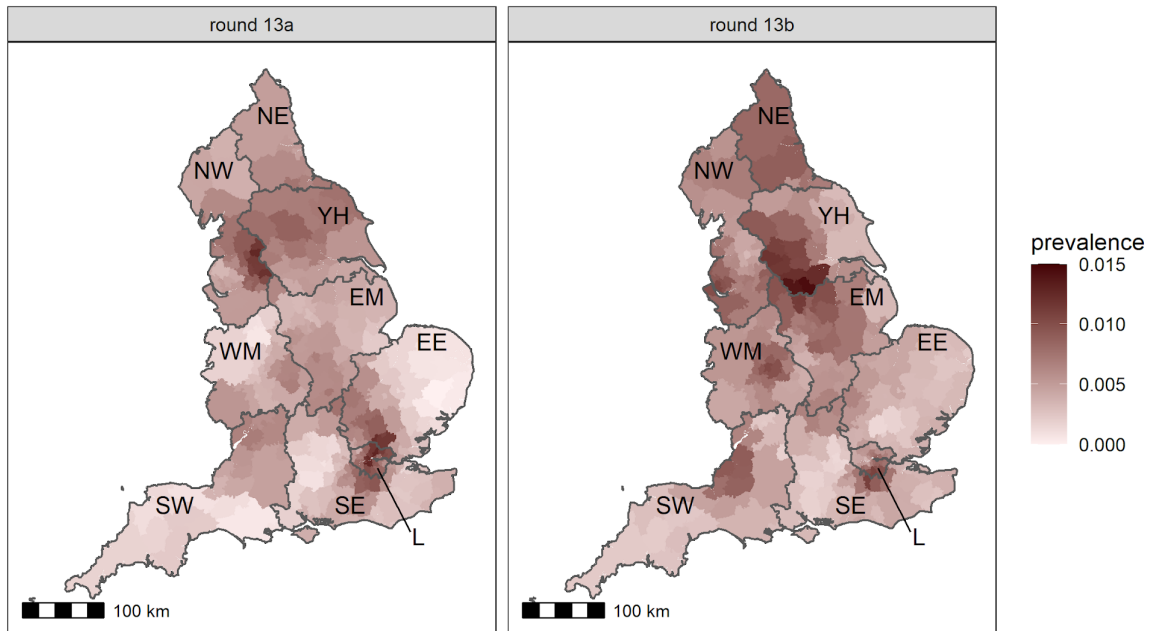 round 13a
NE
NW
YH
EM
WM
EE
SW
SE
L
100 km
round 13b
NE
NW
YH
EM
WM
EE
SW
SE
L
100 km
prevalence
0.015
0.010
0.005
0.000